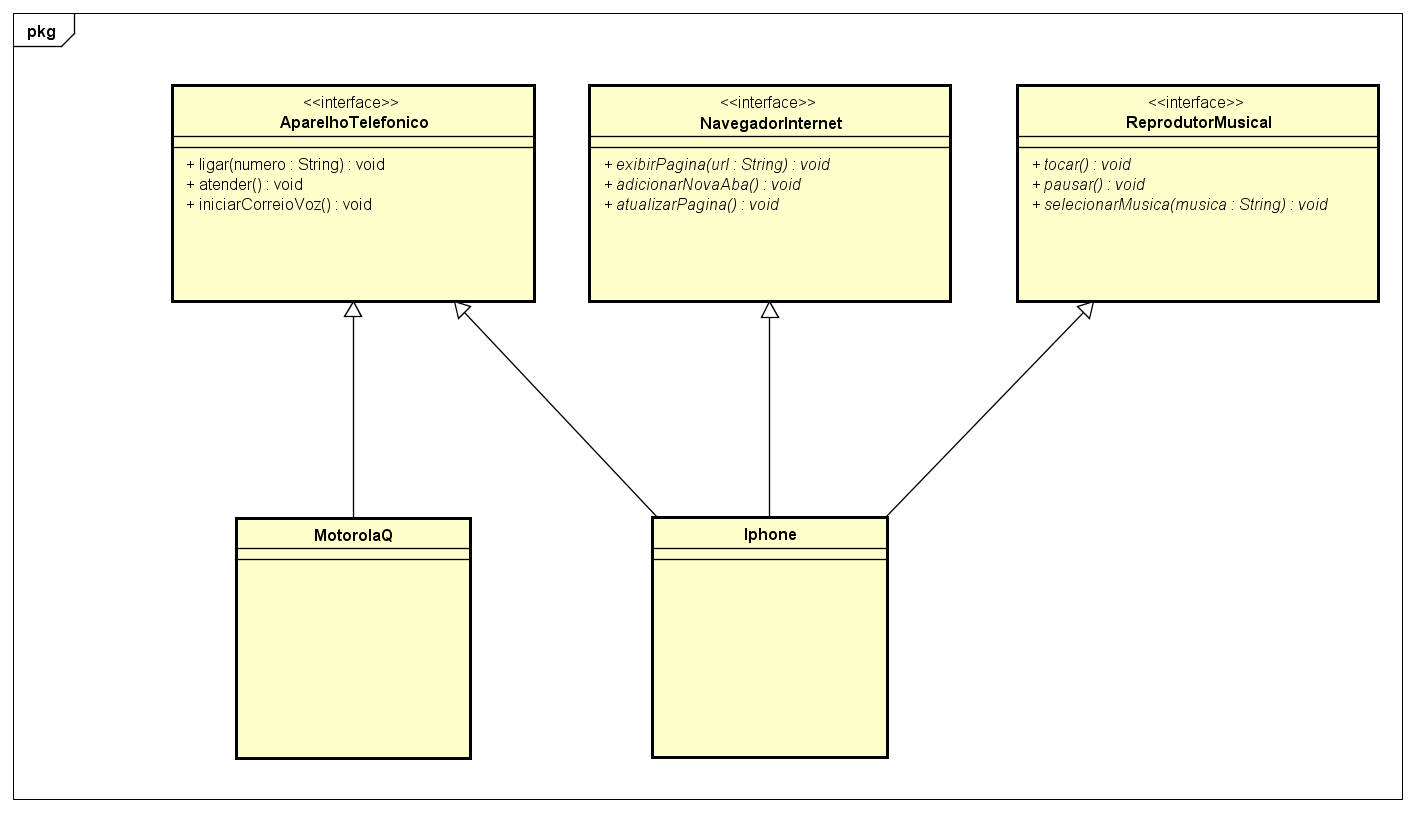 pkg
<<interface>>
AparelhoTelefonico
+ ligar(numero : String) : void
+ atender() : void
+ iniciarCorreioVoz() : void
<<interface>>
NavegadorInternet
+ exibirPagina(url : String) : void
+ adicionarNovaAba() : void
+ atualizarPagina() : void
<<interface>>
ReprodutorMusical
+ tocar() : void
+ pausar() : void
+ selecionarMusica(musica : String) : void
MotorolaQ
Iphone